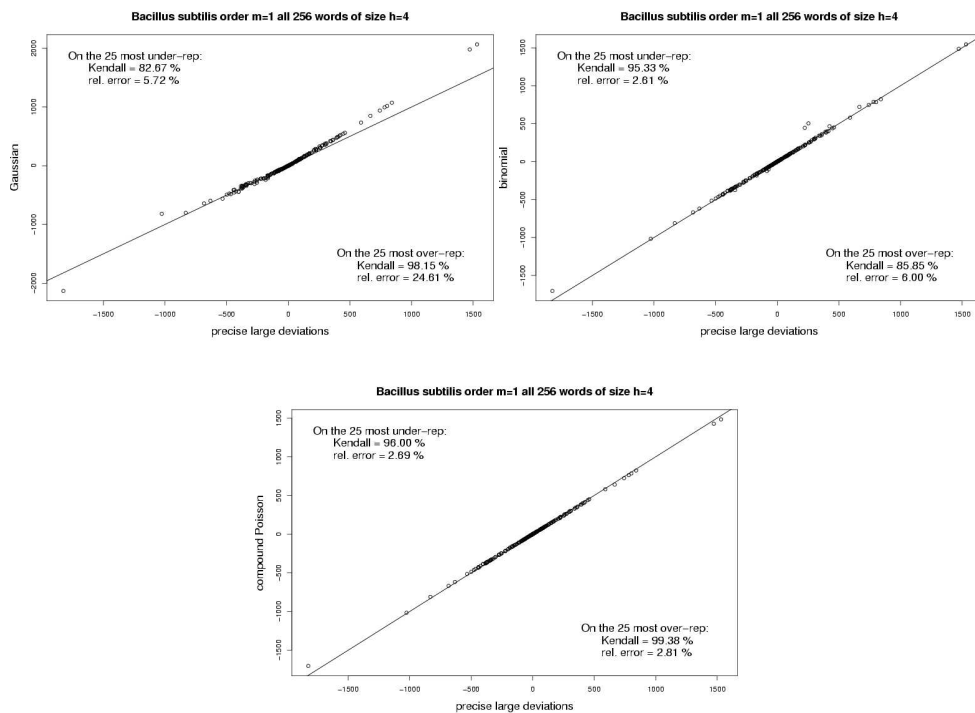 Bacillus subtilis order m=1 all 256 words of size h=4
On the 25 most under−rep:
Kendall = 82.67 %
rel. error = 5.72 %
2000
1000
0
−1000
−2000
Gaussian
On the 25 most over−rep:
Kendall = 98.15 %
rel. error = 24.61 %
−1500 −1000 −500 0 500 1000 1500
precise large deviations
Bacillus subtilis order m=1 all 256 words of size h=4
On the 25 most under−rep:
Kendall = 95.33 %
rel. error = 2.61 %
1500
1000
500
0
−500
−1000
−1500
binomial
On the 25 most over−rep:
Kendall = 85.85 %
rel. error = 6.00 %
−1500 −1000 −500 0 500 1000 1500
precise large deviations
Bacillus subtilis order m=1 all 256 words of size h=4
On the 25 most under−rep:
Kendall = 96.00 %
rel. error = 2.69 %
1500
1000
500
0
−500
−1000
−1500
compound Poisson
On the 25 most over−rep:
Kendall = 99.38 %
rel. error = 2.81 %
−1500 −1000 −500 0 500 1000 1500
precise large deviations